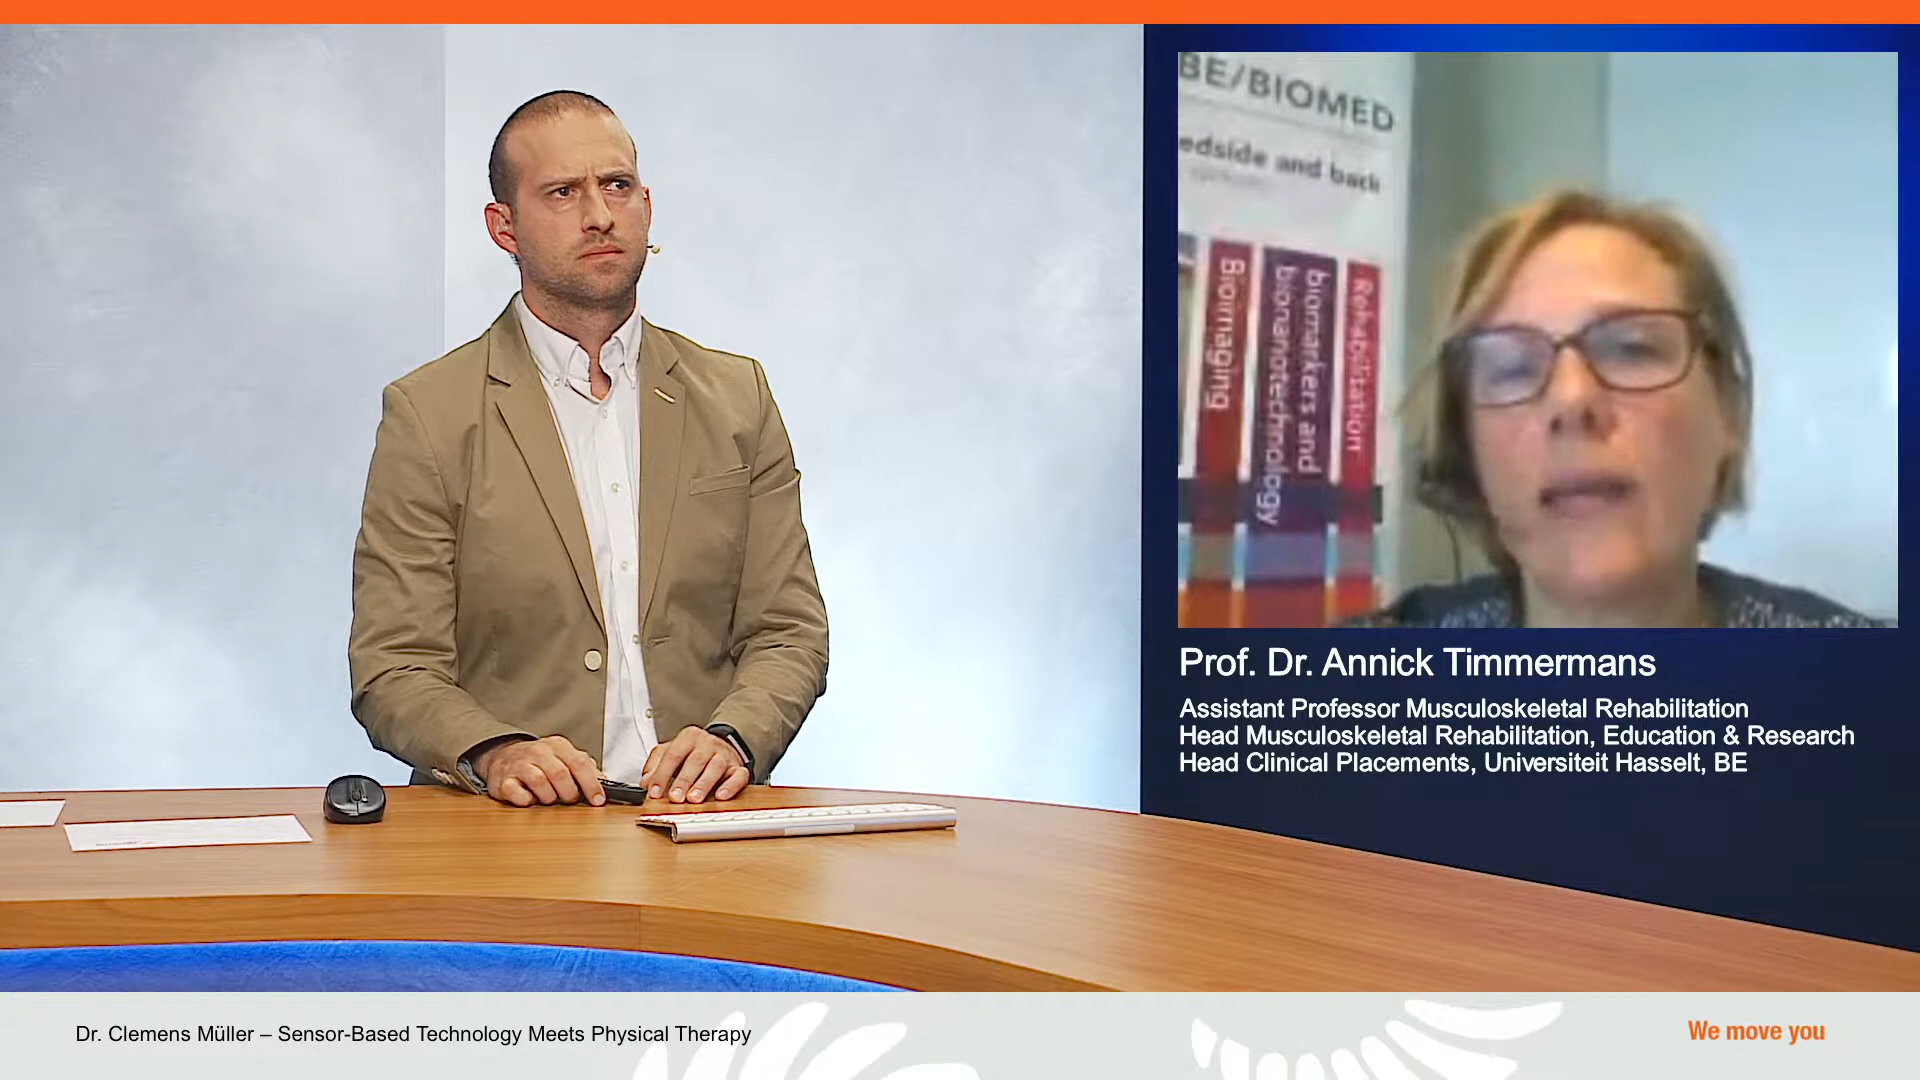 BE/BIOMED
edside and back
Bioimaging
biomarkers and
bionanotechnology
Rehabilitation
Prof. Dr. Annick Timmermans
Assistant Professor Musculoskeletal Rehabilitation
Head Musculoskeletal Rehabilitation, Education & Research
Head Clinical Placements, Universiteit Hasselt, BE
Dr. Clemens Müller – Sensor-Based Technology Meets Physical Therapy
We move you